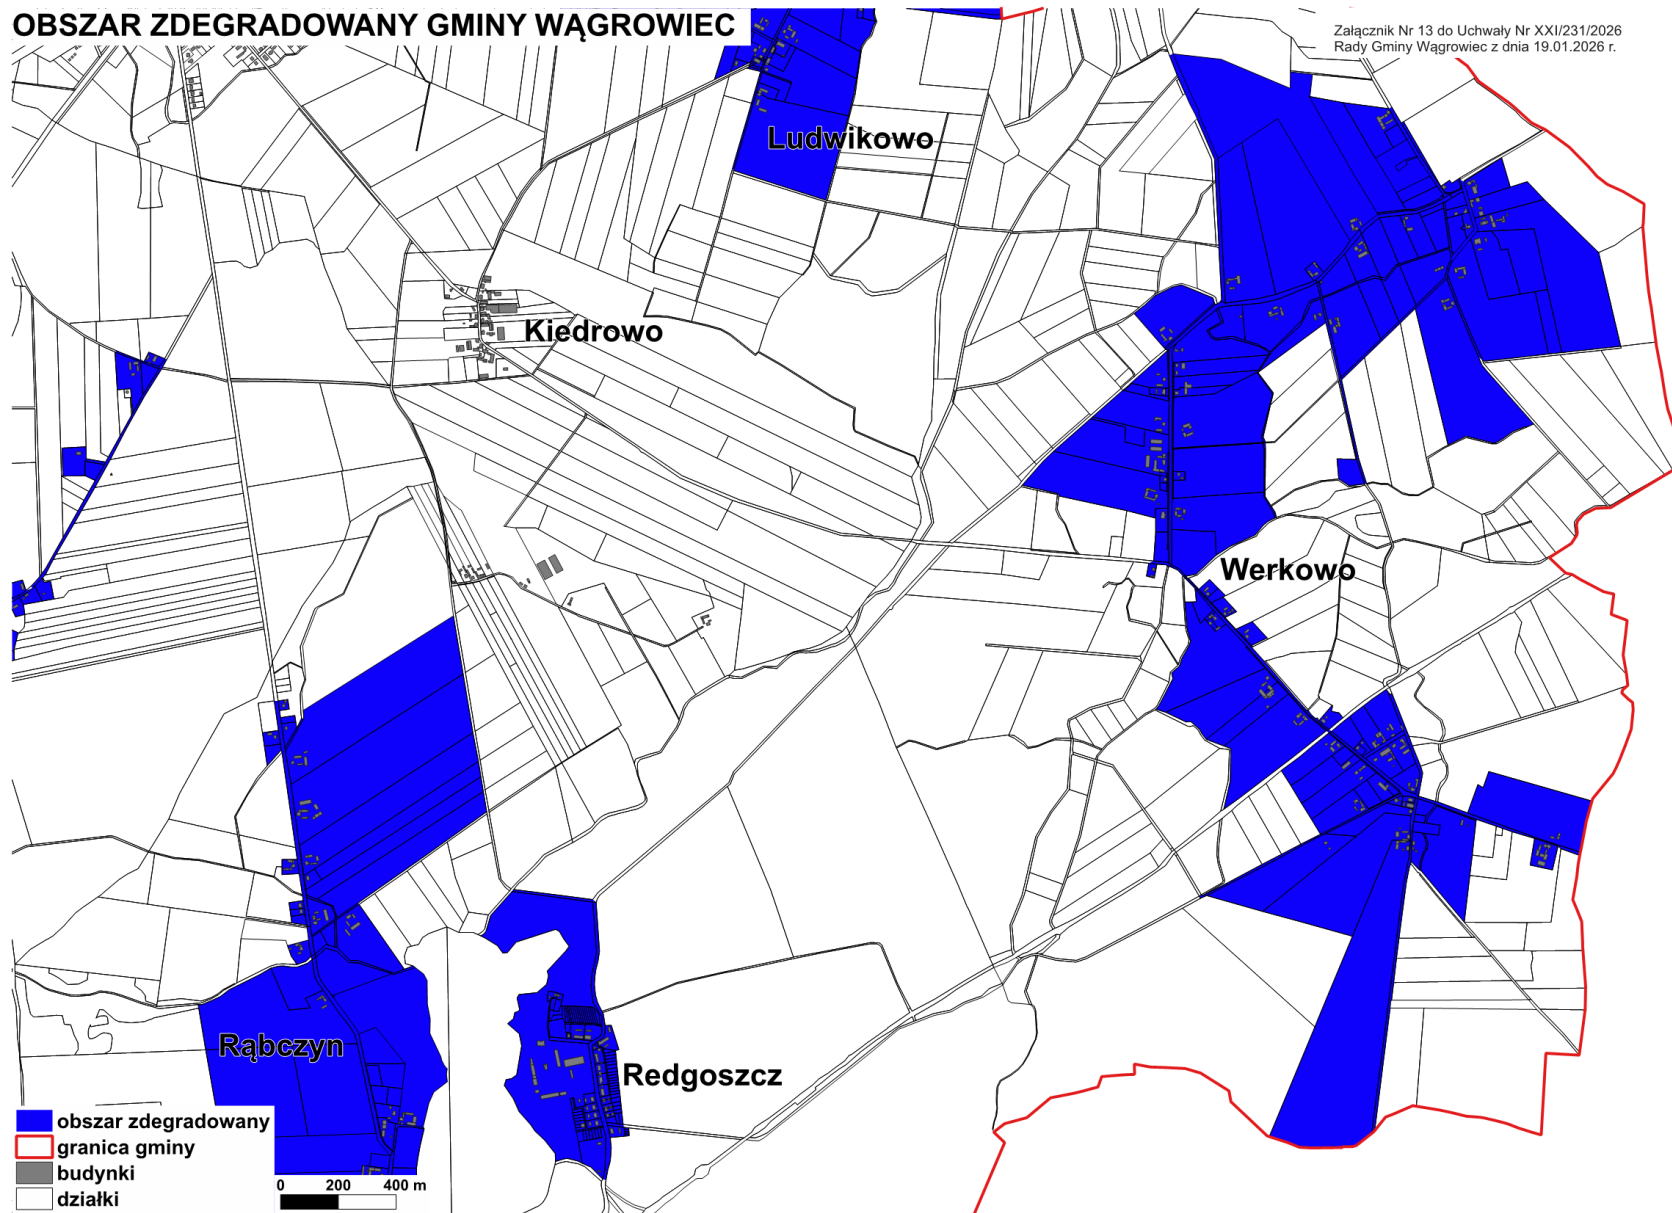 OBSZAR ZDEGRADOWANY GMINY WĄGROWIEC
Załącznik Nr 13 do Uchwały Nr XXI/231/2026
Rady Gminy Wągrowiec z dnia 19.01.2026 r.
Ludwikowo
Kiedrowo
Werkowo
Rąbczyn
Redgoszcz
obszar zdegradowany
granica gminy
budynki
działki
0 200 400 m